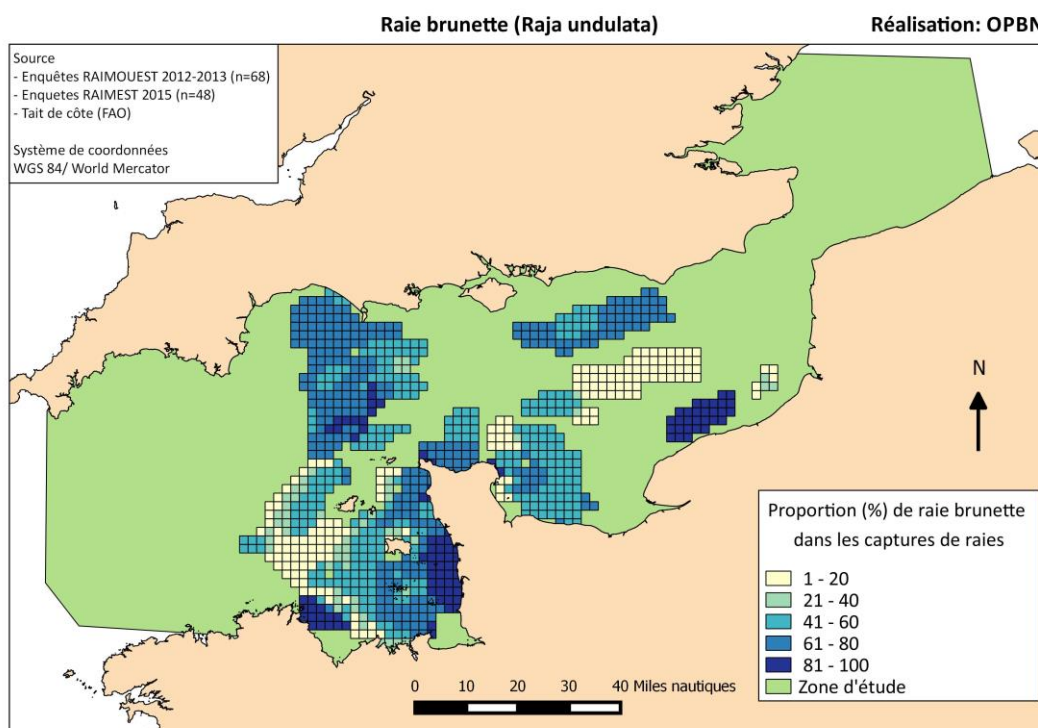 Raie brunette (Raja undulata)
Réalisation: OPBN
Source
- Enquêtes RAIMOUEST 2012-2013 (n=68)
- Enquetes RAIMEST 2015 (n=48)
- Tait de côte (FAO)
Système de coordonnées
WGS 84/ World Mercator
N
Proportion (%) de raie brunette
dans les captures de raies
1 - 20
21 - 40
41 - 60
61 - 80
81 - 100
Zone d'étude
0 10 20 30 40 Miles nautiques